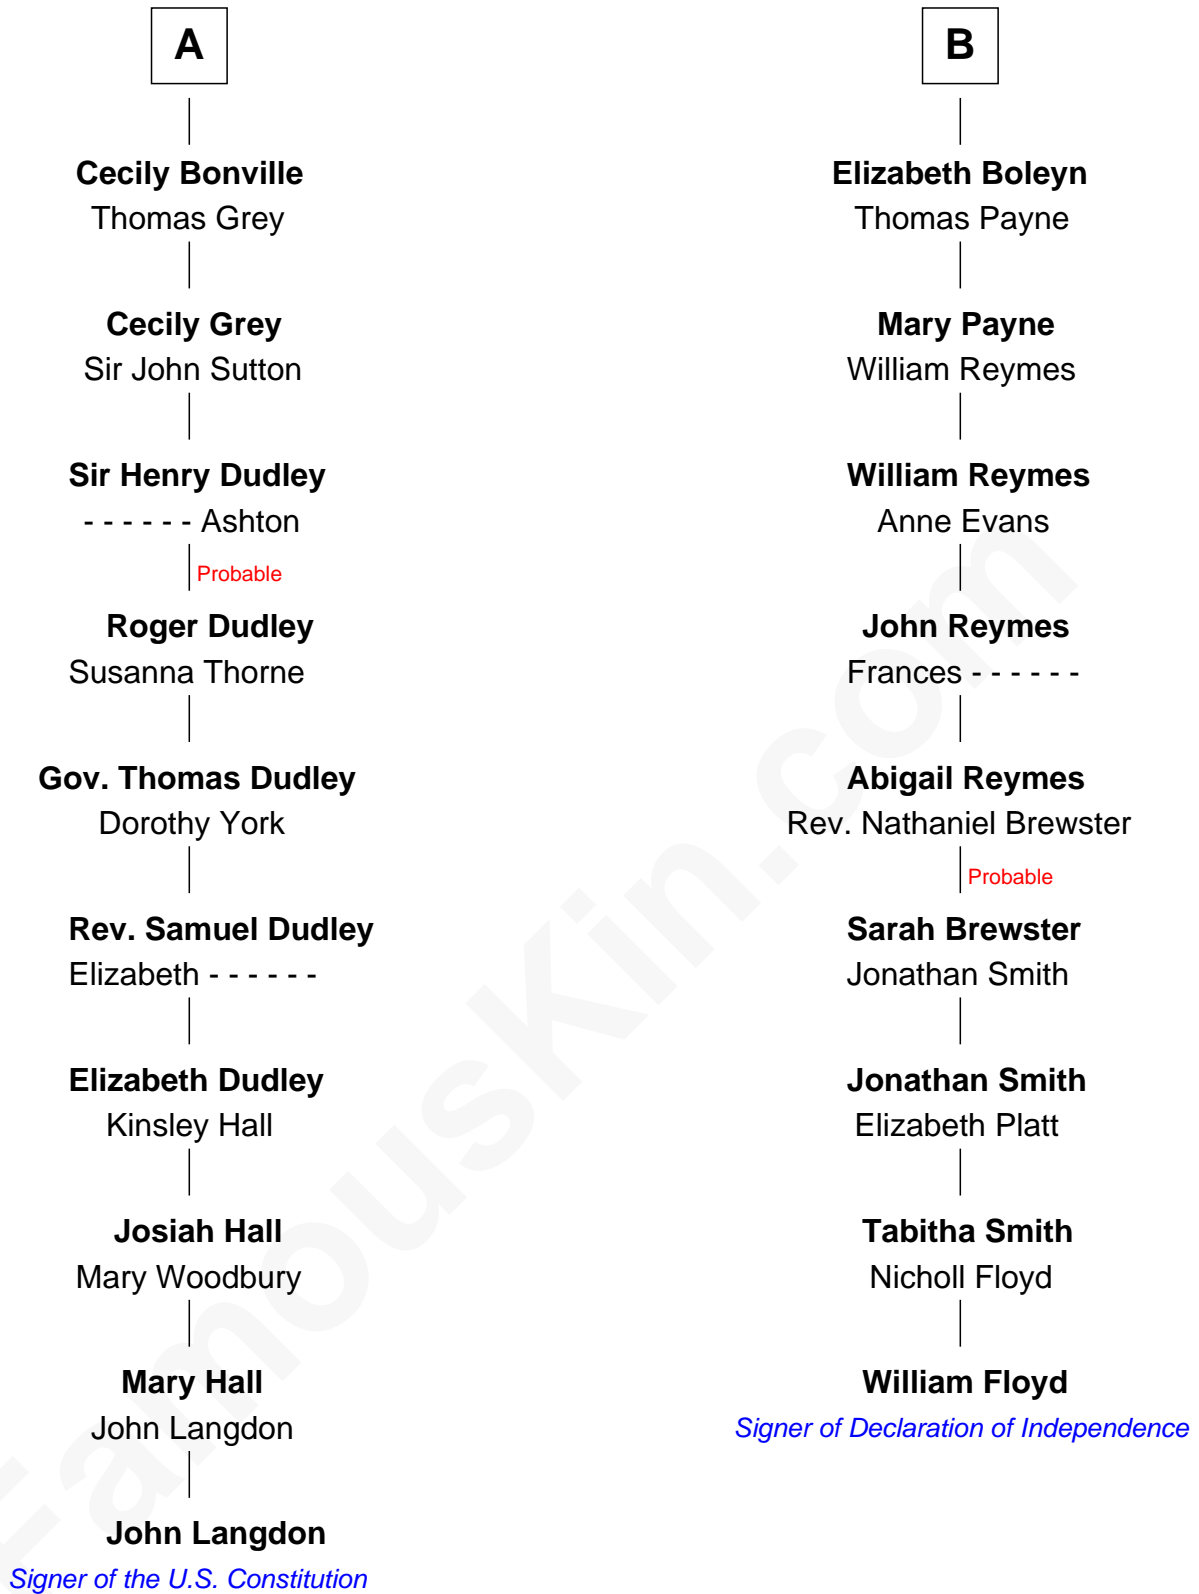 A
Cecily Bonville
Thomas Grey
Cecily Grey
Sir John Sutton
Sir Henry Dudley
- - - - - - Ashton
Probable
Roger Dudley
Susanna Thorne
Gov. Thomas Dudley
Dorothy York
Rev. Samuel Dudley
Elizabeth - - - - - -
Elizabeth Dudley
Kinsley Hall
Josiah Hall
Mary Woodbury
Mary Hall
John Langdon
John Langdon
Signer of the U.S. Constitution
B
Elizabeth Boleyn
Thomas Payne
Mary Payne
William Reymes
William Reymes
Anne Evans
John Reymes
Frances - - - - - -
Abigail Reymes
Rev. Nathaniel Brewster
Probable
Sarah Brewster
Jonathan Smith
Jonathan Smith
Elizabeth Platt
Tabitha Smith
Nicholl Floyd
William Floyd
Signer of Declaration of Independence
FamousKin.com